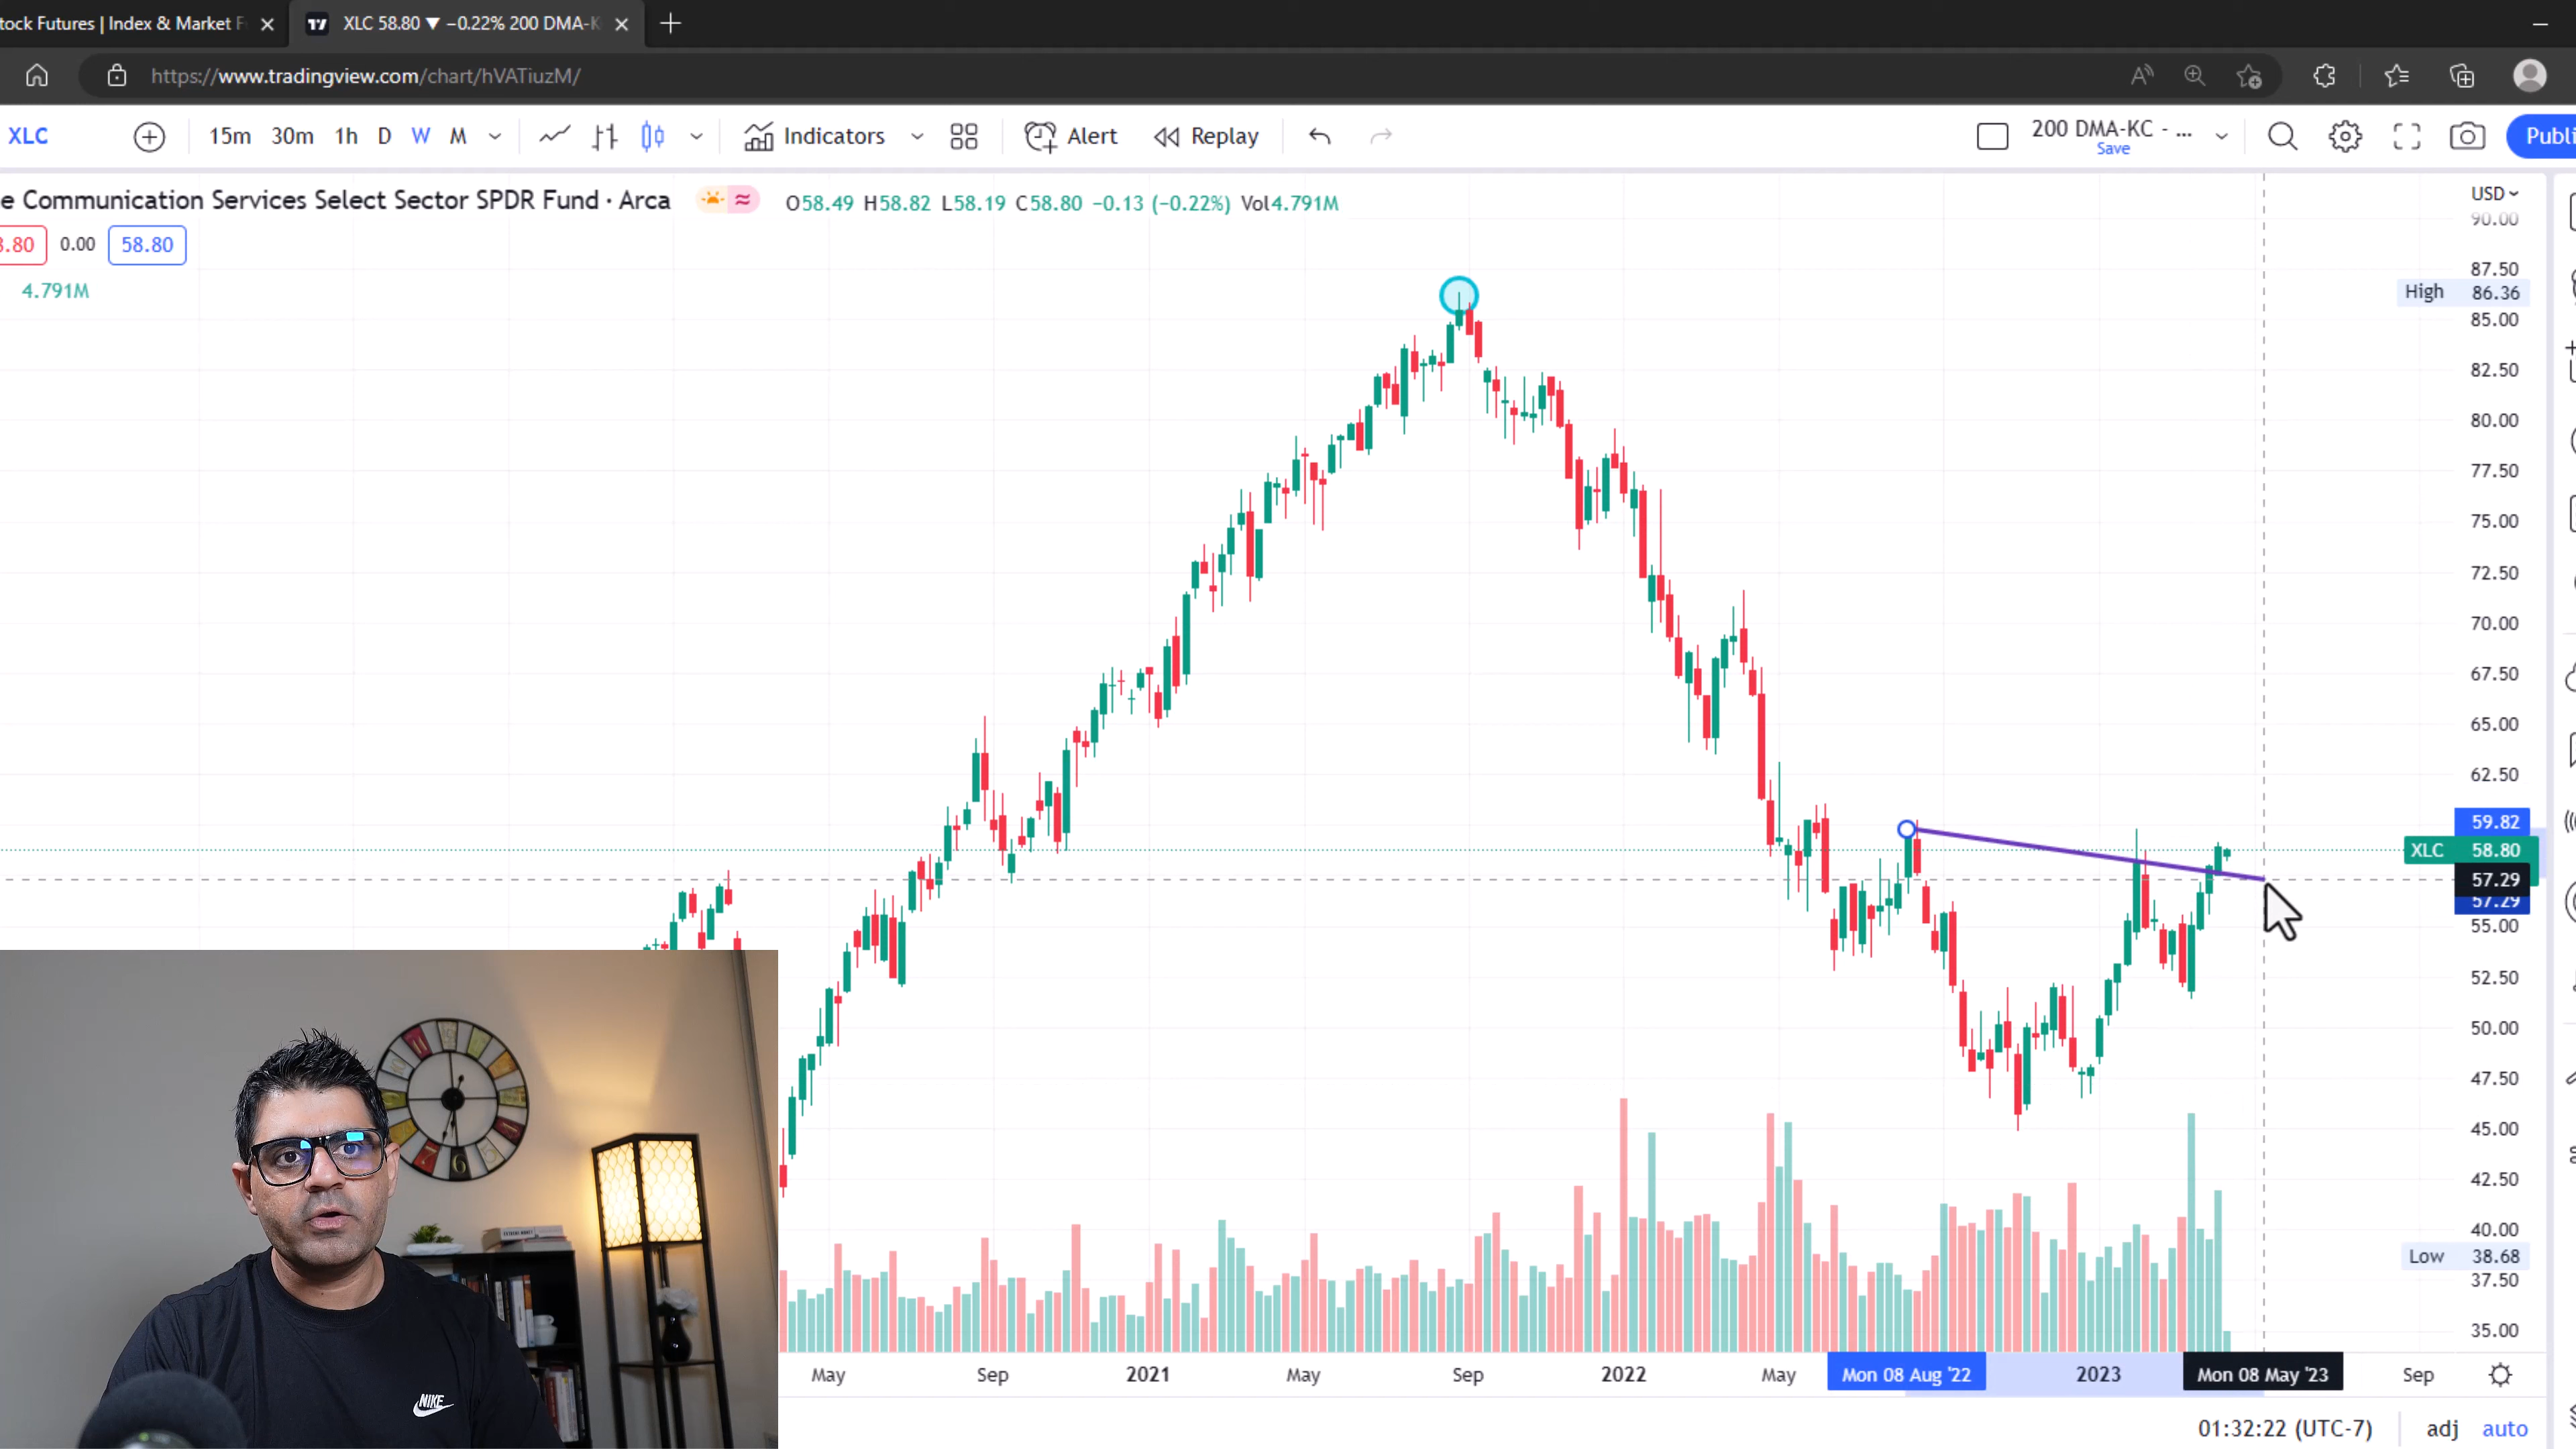 tock Futures | Index & Market F
XLC 58.80 ▼ −0.22% 200 DMA-K
https://www.tradingview.com/chart/hVATiuzM/
XLC
15m 30m 1h D W M
Indicators
Alert
Replay
200 DMA-KC - ...
Save
Publi
e Communication Services Select Sector SPDR Fund · Arca
O58.49 H58.82 L58.19 C58.80 −0.13 (−0.22%) Vol4.791M
USD
8.80 0.00 58.80
4.791M
90.00
87.50
High 86.36
85.00
82.50
80.00
77.50
75.00
72.50
70.00
67.50
65.00
62.50
59.82
XLC 58.80
57.29
57.29
55.00
52.50
50.00
47.50
45.00
42.50
40.00
Low 38.68
37.50
35.00
NIKE
May Sep 2021 May Sep 2022 May Mon 08 Aug '22 2023 Mon 08 May '23 Sep
01:32:22 (UTC-7) adj auto